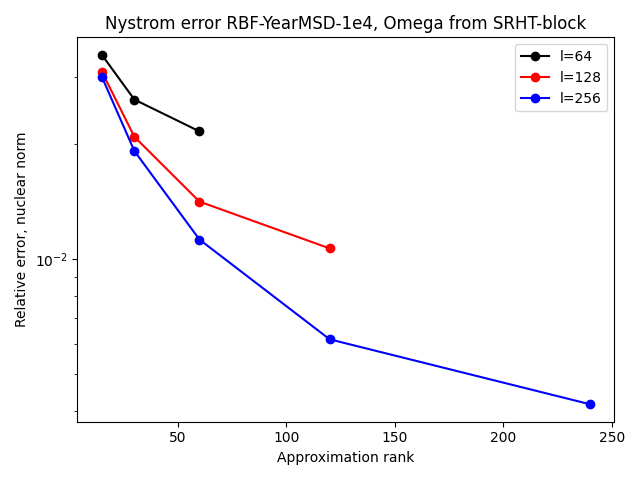 Nystrom error RBF-YearMSD-1e4, Omega from SRHT-block
l=64
l=128
l=256
Relative error, nuclear norm
10^{-2}
50
100
150
200
250
Approximation rank